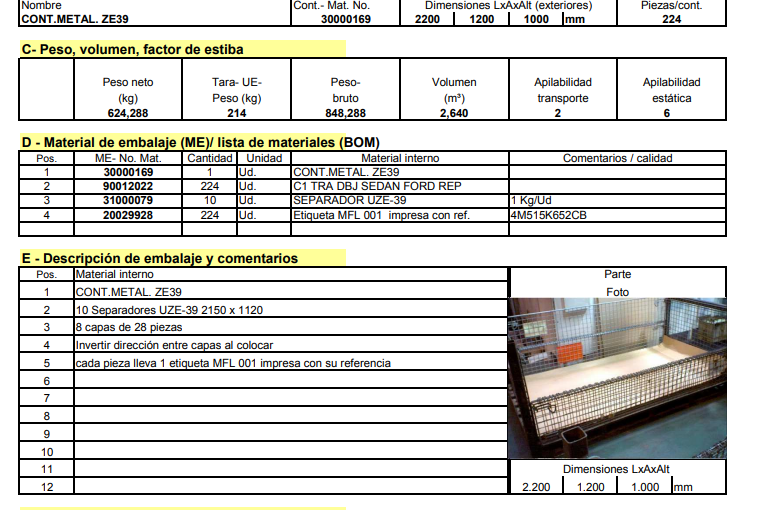 Nombre Cont.- Mat. No. Dimensiones LxAxAlt (exteriores) Piezas/cont.
CONT.METAL. ZE39 30000169 2200 1200 1000 mm 224
C- Peso, volumen, factor de estiba
Peso neto Tara- UE- Peso- Volumen Apilabilidad Apilabilidad
(kg) Peso (kg) bruto (m³) transporte estática
624,288 214 848,288 2,640 2 6
D - Material de embalaje (ME)/ lista de materiales (BOM)
Pos. ME- No. Mat. Cantidad Unidad Material interno Comentarios / calidad
1 30000169 1 Ud. CONT.METAL. ZE39
2 90012022 224 Ud. C1 TRA DBJ SEDAN FORD REP
3 31000079 10 Ud. SEPARADOR UZE-39 1 Kg/Ud
4 20029928 224 Ud. Etiqueta MFL 001 impresa con ref. 4M515K652CB
E - Descripción de embalaje y comentarios
Pos. Material interno Parte
1 CONT.METAL. ZE39 Foto
2 10 Separadores UZE-39 2150 x 1120
3 8 capas de 28 piezas
4 Invertir dirección entre capas al colocar
5 cada pieza lleva 1 etiqueta MFL 001 impresa con su referencia
6
7
8
9
10
11 Dimensiones LxAxAlt
12 2.200 1.200 1.000 mm